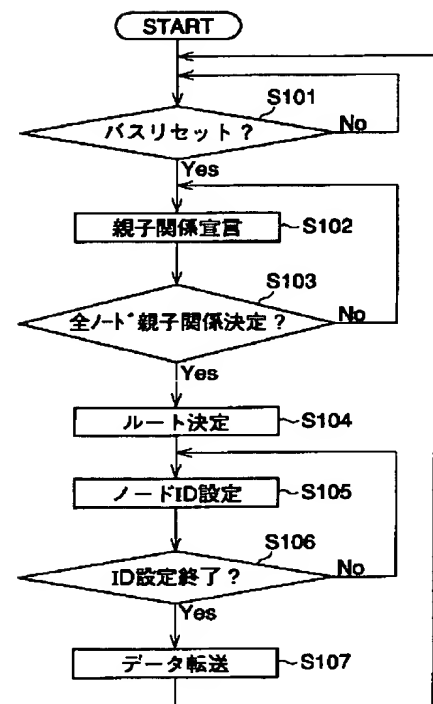 START
S101
バスリセット？
No
Yes
親子関係宣言
S102
S103
全ノード親子関係決定？
No
Yes
ルート決定
S104
ノードID設定
S105
S106
ID設定終了？
No
Yes
データ転送
S107